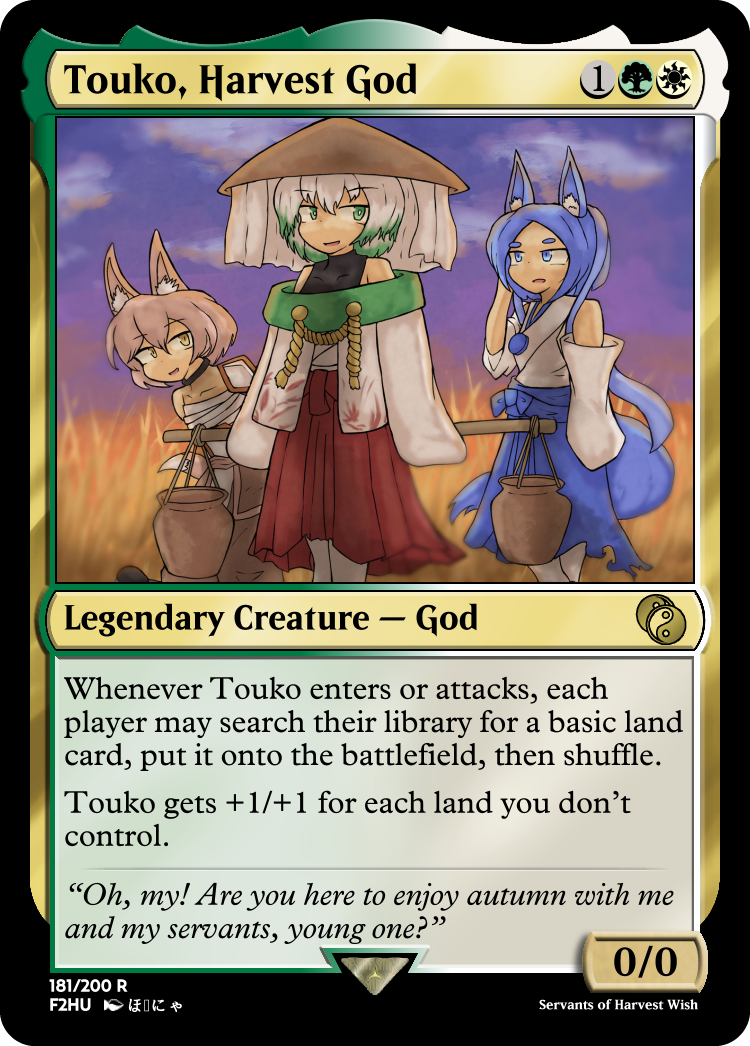 Touko, Harvest God
1
Legendary Creature — God
Whenever Touko enters or attacks, each
player may search their library for a basic land
card, put it onto the battlefield, then shuffle.
Touko gets +1/+1 for each land you don't
control.
“Oh, my! Are you here to enjoy autumn with me
and my servants, young one?”
0/0
181/200 R
F2HU ほ▯にゃ
Servants of Harvest Wish